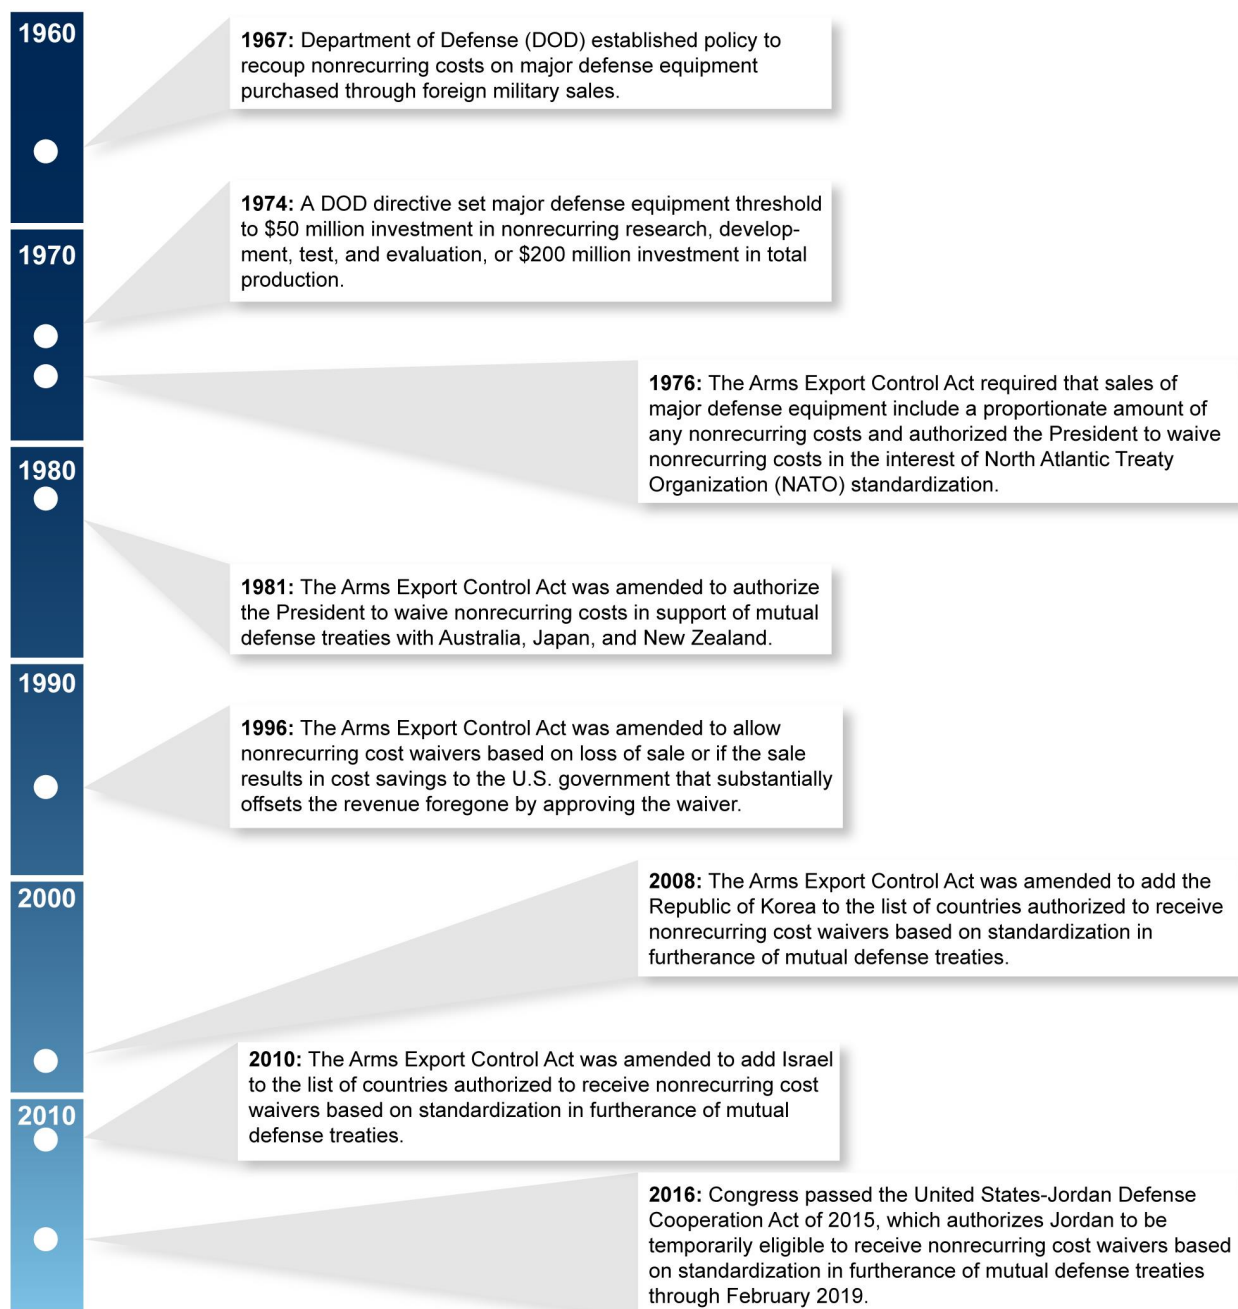 1960
1967: Department of Defense (DOD) established policy to
recoup nonrecurring costs on major defense equipment
purchased through foreign military sales.
1974: A DOD directive set major defense equipment threshold
to $50 million investment in nonrecurring research, develop-
ment, test, and evaluation, or $200 million investment in total
production.
1970
1976: The Arms Export Control Act required that sales of
major defense equipment include a proportionate amount of
any nonrecurring costs and authorized the President to waive
nonrecurring costs in the interest of North Atlantic Treaty
Organization (NATO) standardization.
1980
1981: The Arms Export Control Act was amended to authorize
the President to waive nonrecurring costs in support of mutual
defense treaties with Australia, Japan, and New Zealand.
1990
1996: The Arms Export Control Act was amended to allow
nonrecurring cost waivers based on loss of sale or if the sale
results in cost savings to the U.S. government that substantially
offsets the revenue foregone by approving the waiver.
2000
2008: The Arms Export Control Act was amended to add the
Republic of Korea to the list of countries authorized to receive
nonrecurring cost waivers based on standardization in
furtherance of mutual defense treaties.
2010: The Arms Export Control Act was amended to add Israel
to the list of countries authorized to receive nonrecurring cost
waivers based on standardization in furtherance of mutual
defense treaties.
2010
2016: Congress passed the United States-Jordan Defense
Cooperation Act of 2015, which authorizes Jordan to be
temporarily eligible to receive nonrecurring cost waivers based
on standardization in furtherance of mutual defense treaties
through February 2019.